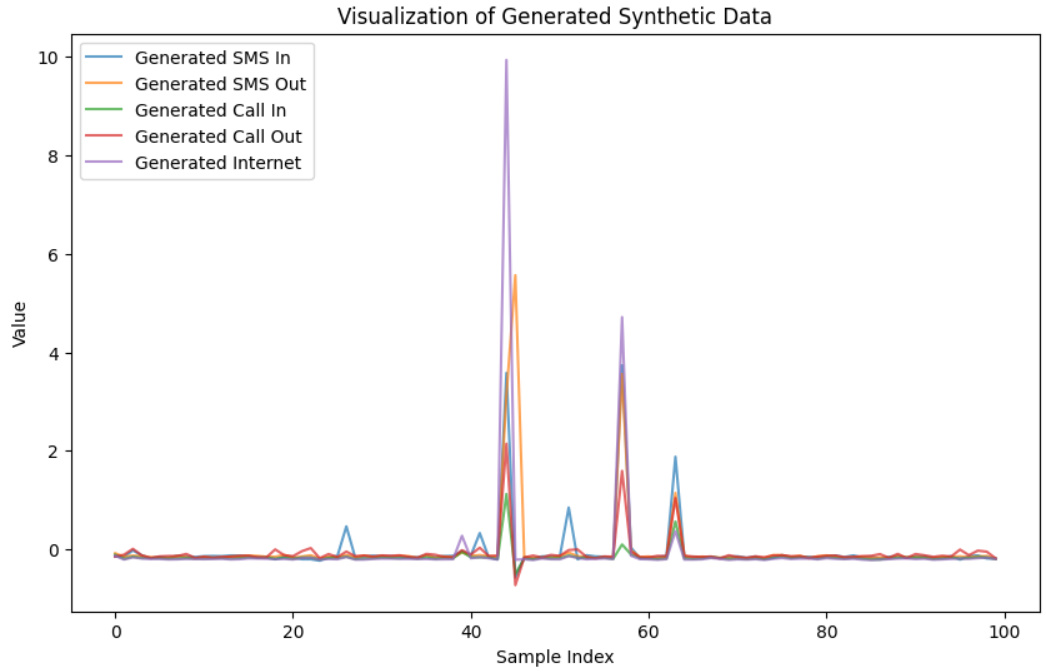 Visualization of Generated Synthetic Data
Generated SMS In
Generated SMS Out
Generated Call In
Generated Call Out
Generated Internet
10
8
6
4
2
0
Value
0 20 40 60 80 100
Sample Index